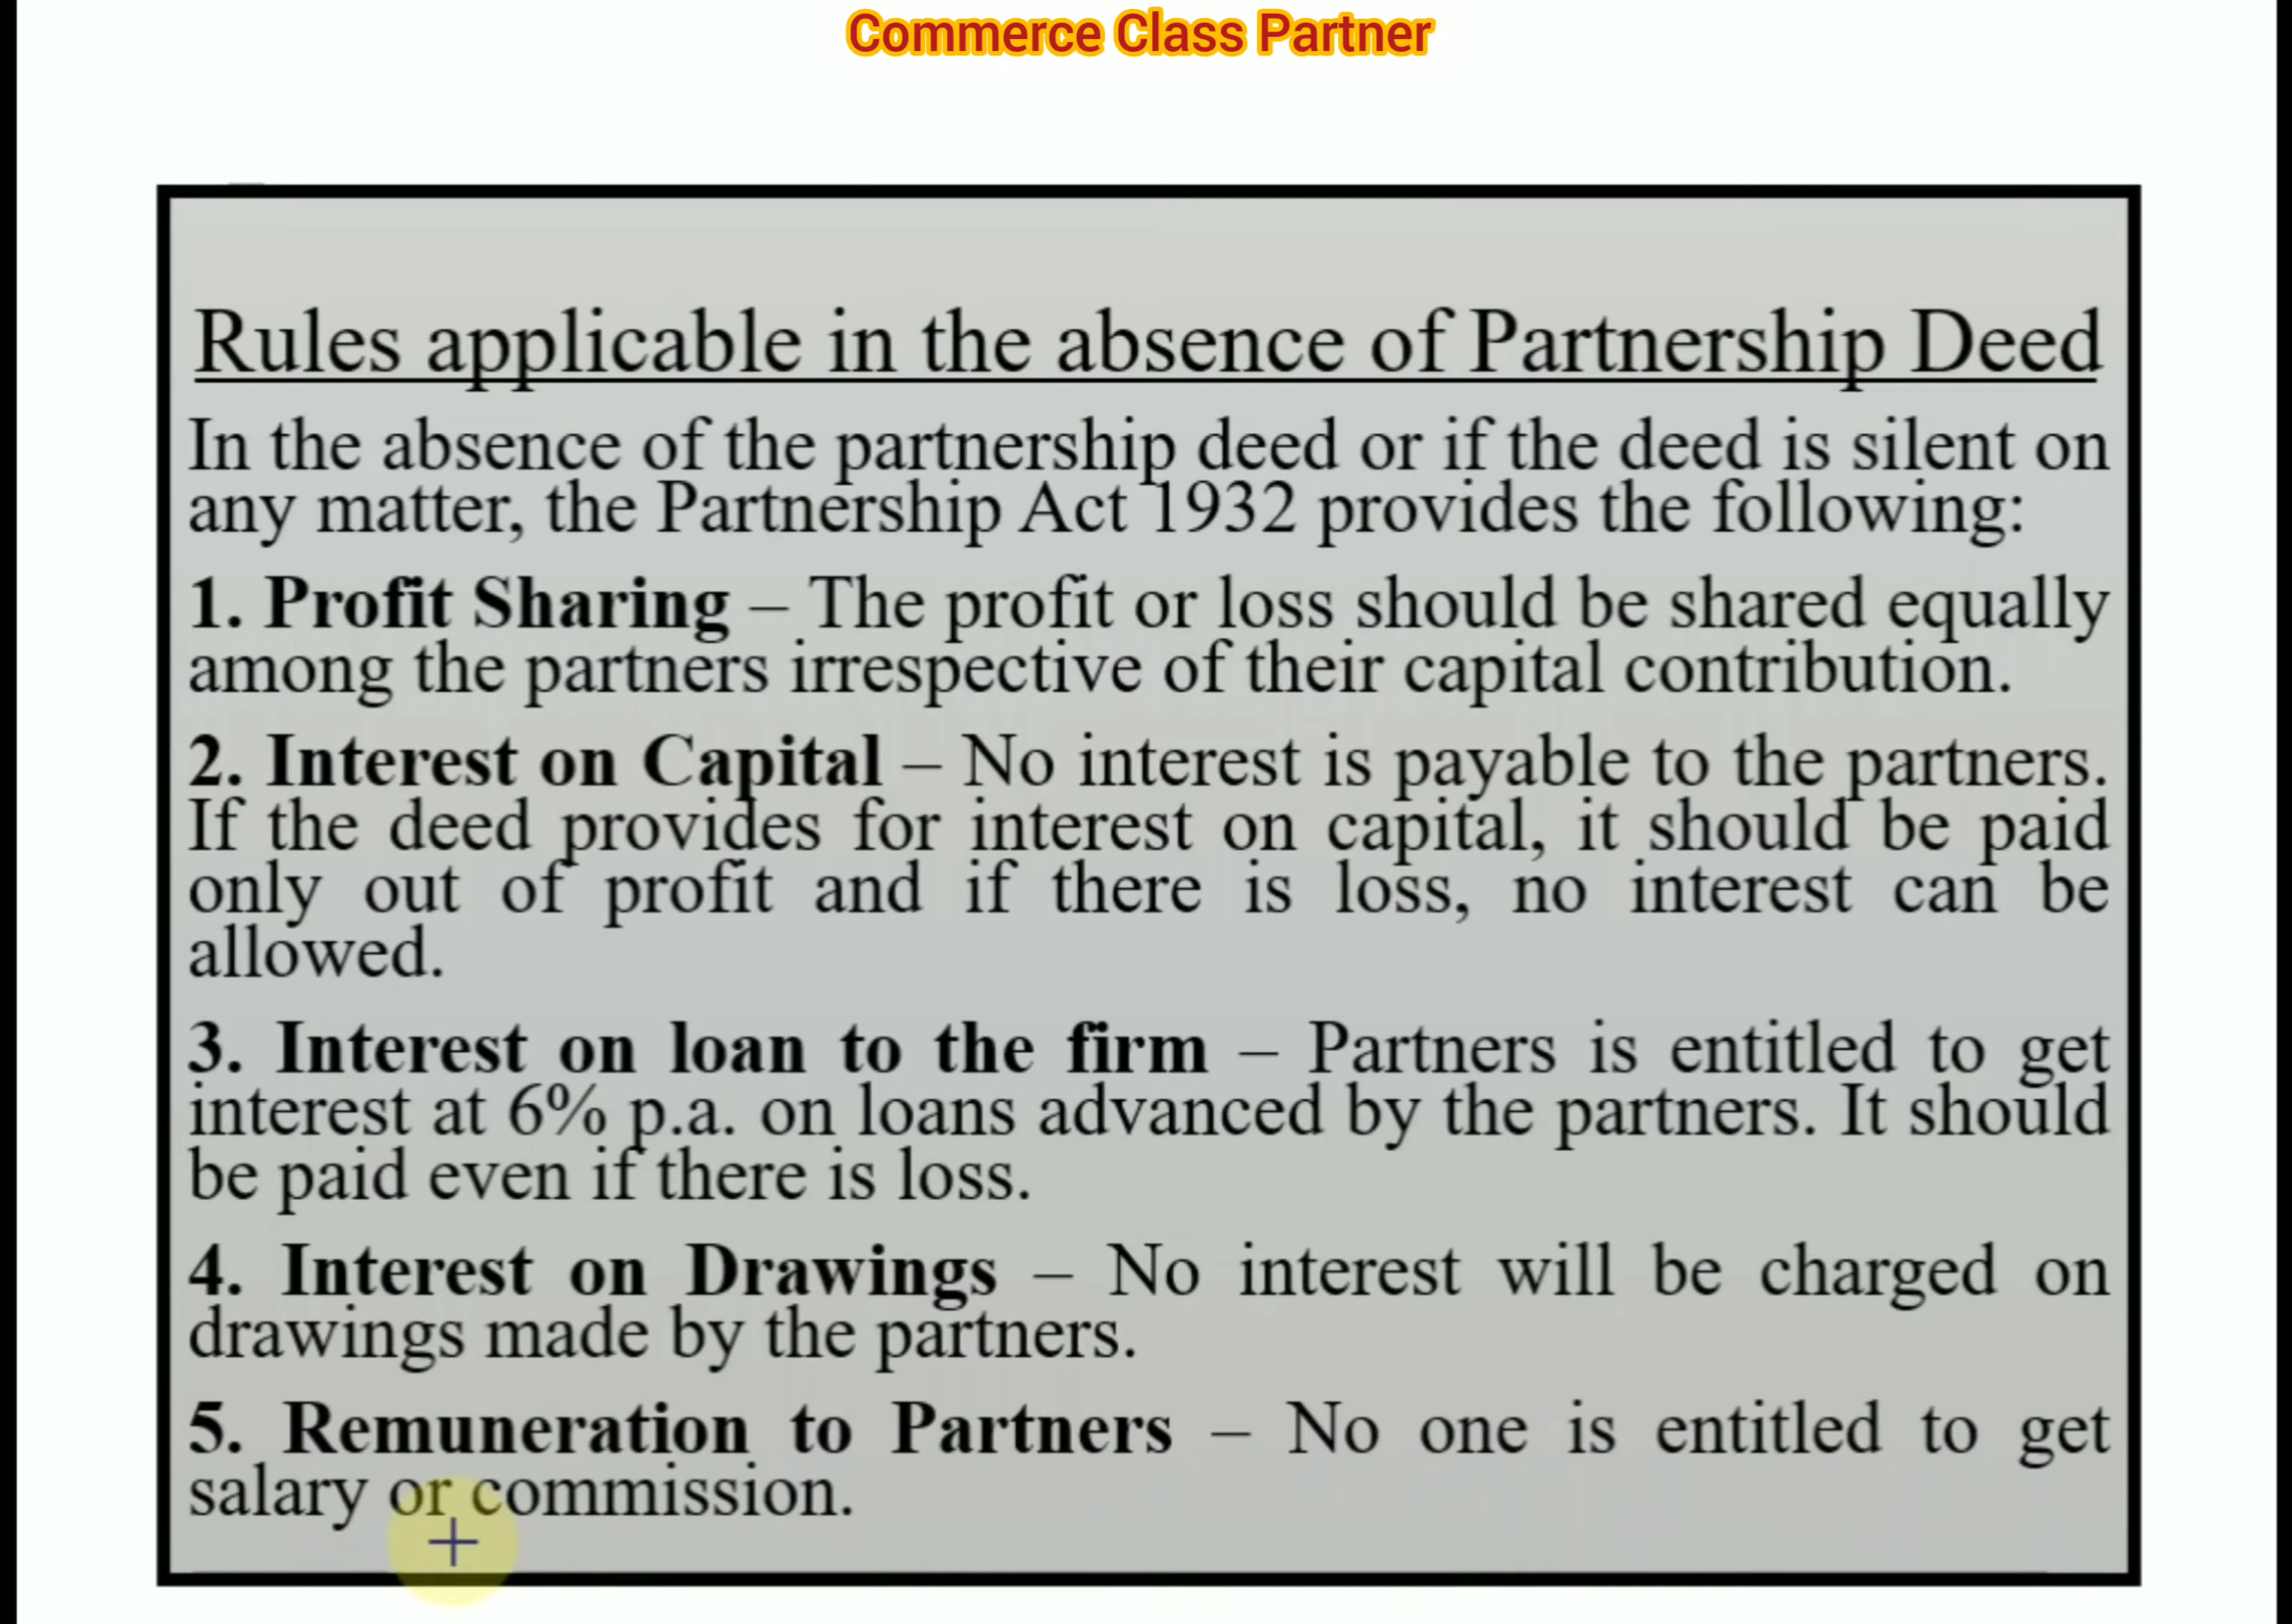 Commerce Class Partner
Rules applicable in the absence of Partnership Deed
In the absence of the partnership deed or if the deed is silent on
any matter, the Partnership Act 1932 provides the following:
1. Profit Sharing – The profit or loss should be shared equally
among the partners irrespective of their capital contribution.
2. Interest on Capital – No interest is payable to the partners.
If the deed provides for interest on capital, it should be paid
only out of profit and if there is loss, no interest can be
allowed.
3. Interest on loan to the firm – Partners is entitled to get
interest at 6% p.a. on loans advanced by the partners. It should
be paid even if there is loss.
4. Interest on Drawings – No interest will be charged on
drawings made by the partners.
5. Remuneration to Partners – No one is entitled to get
salary or commission.